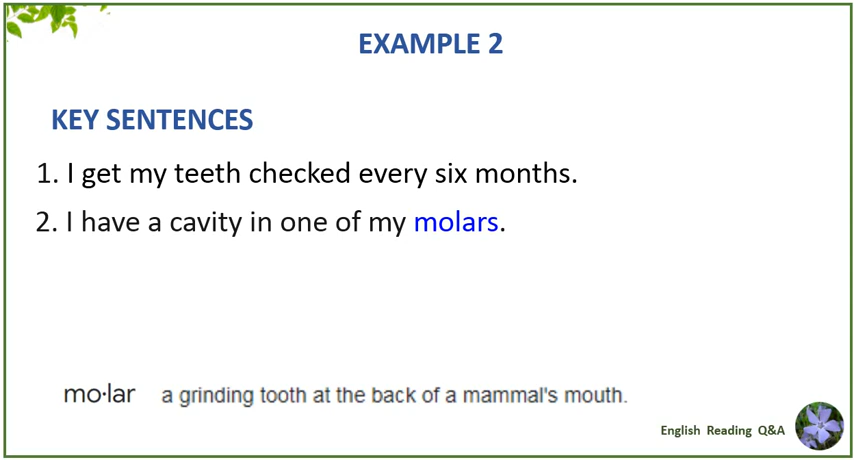 EXAMPLE 2
KEY SENTENCES
1. I get my teeth checked every six months.
2. I have a cavity in one of my molars.
mo·lar a grinding tooth at the back of a mammal's mouth.
English Reading Q&A